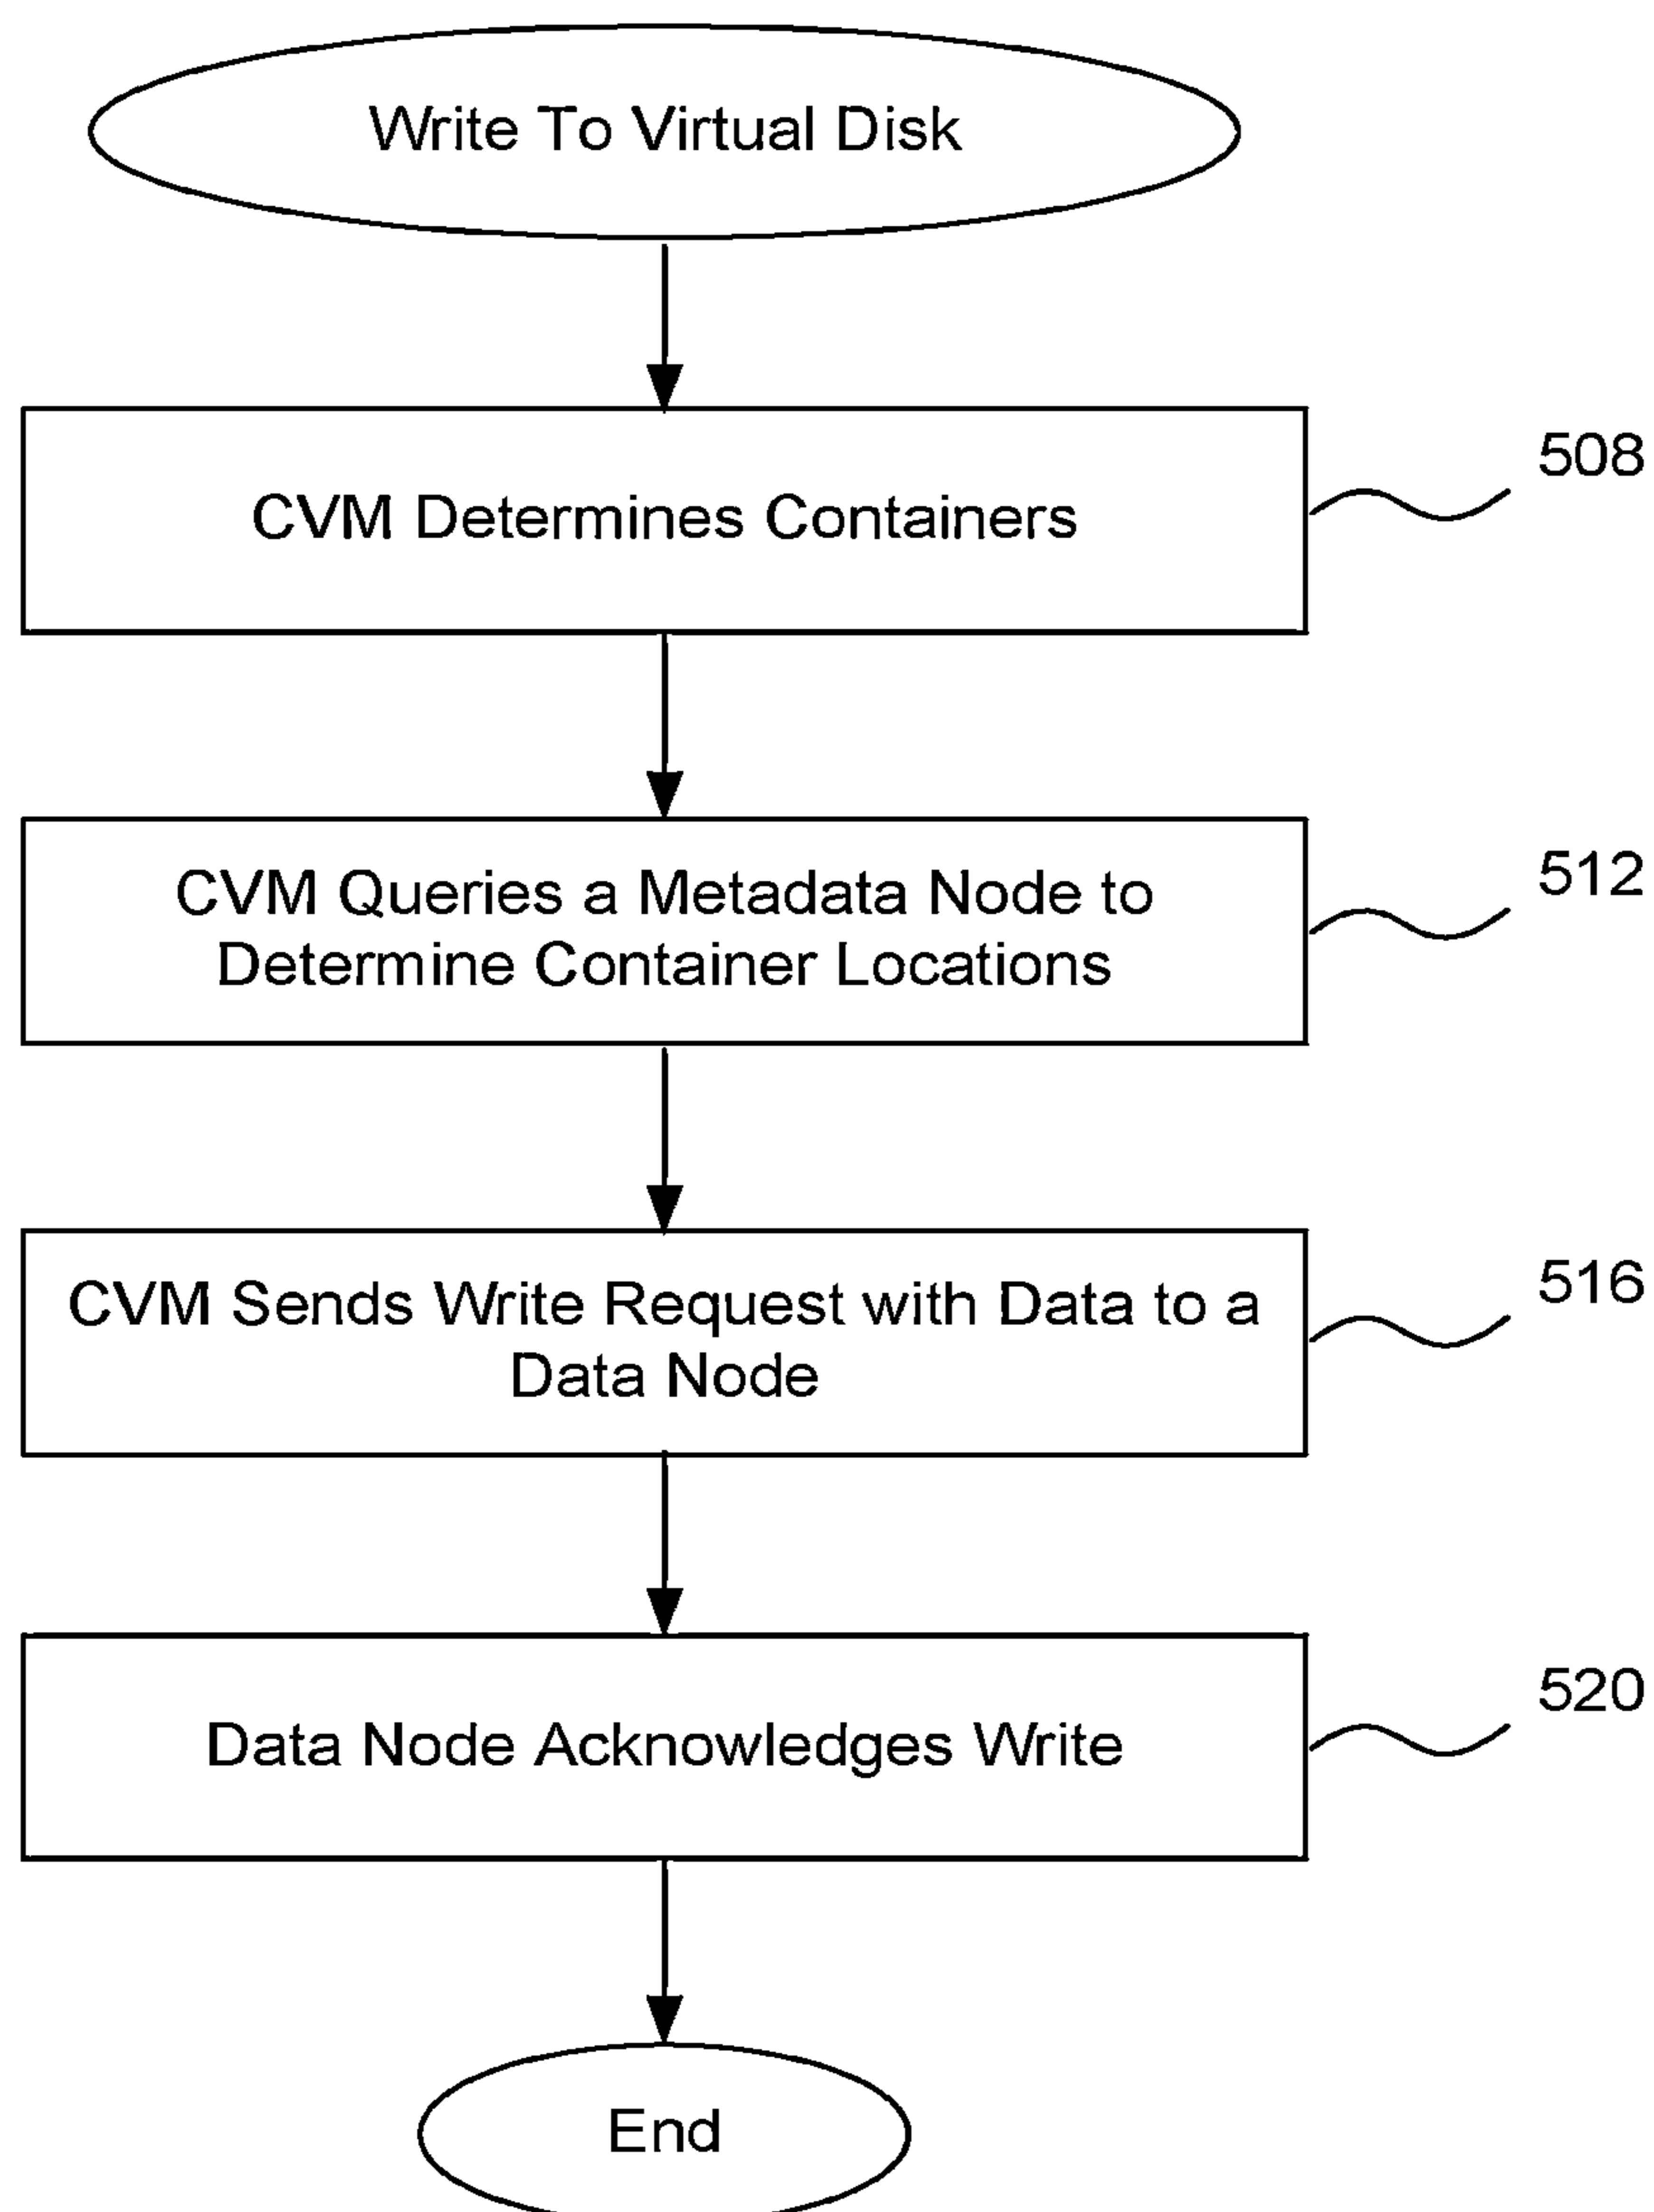 Write To Virtual Disk
CVM Determines Containers
508
CVM Queries a Metadata Node to
Determine Container Locations
512
CVM Sends Write Request with Data to a
Data Node
516
Data Node Acknowledges Write
520
End